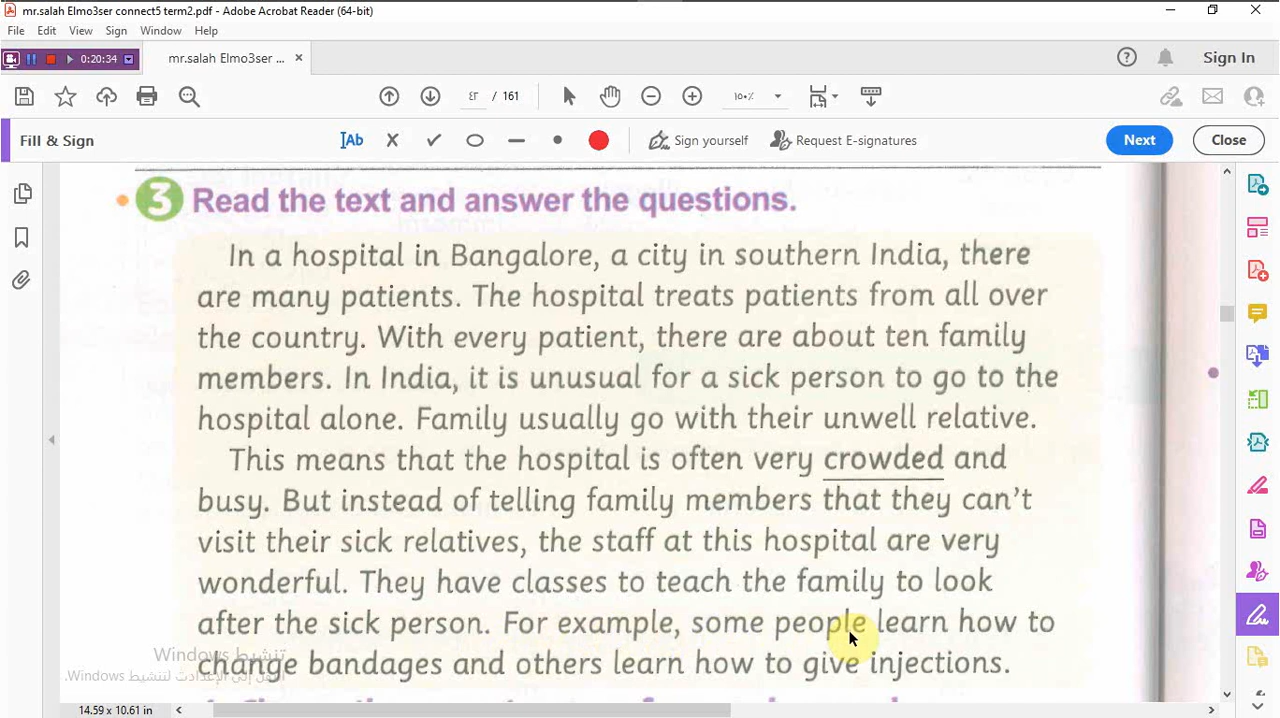 mr.salah Elmo3ser connect5 term2.pdf - Adobe Acrobat Reader (64-bit)
File Edit View Sign Window Help
0:20:34 mr.salah Elmo3ser ... Sign In
٤٣ / 161 ١٥٠٪
Fill & Sign Ab Sign yourself Request E-signatures Next Close
3 Read the text and answer the questions.
In a hospital in Bangalore, a city in southern India, there
are many patients. The hospital treats patients from all over
the country. With every patient, there are about ten family
members. In India, it is unusual for a sick person to go to the
hospital alone. Family usually go with their unwell relative.
This means that the hospital is often very crowded and
busy. But instead of telling family members that they can't
visit their sick relatives, the staff at this hospital are very
wonderful. They have classes to teach the family to look
after the sick person. For example, some people learn how to
تنشيط Windows
change bandages and others learn how to give injections.
إلى الإعدادات لتنشيط Windows.
14.59 x 10.61 in